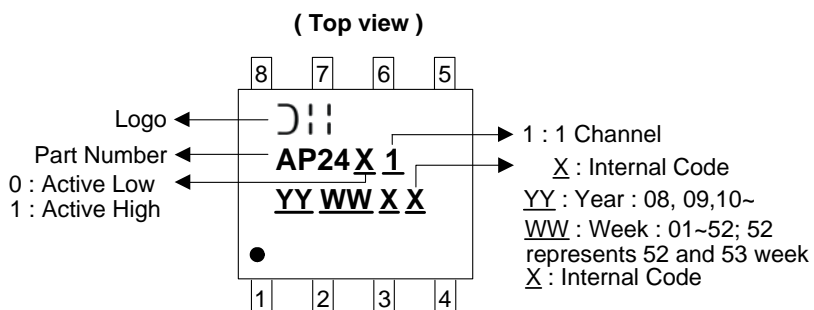 ( Top view )
8 7 6 5
Logo
Part Number
0 : Active Low
1 : Active High
AP24 X 1
YY WW X X
1 : 1 Channel
X : Internal Code
YY : Year : 08, 09,10~
WW : Week : 01~52; 52
represents 52 and 53 week
X : Internal Code
1 2 3 4